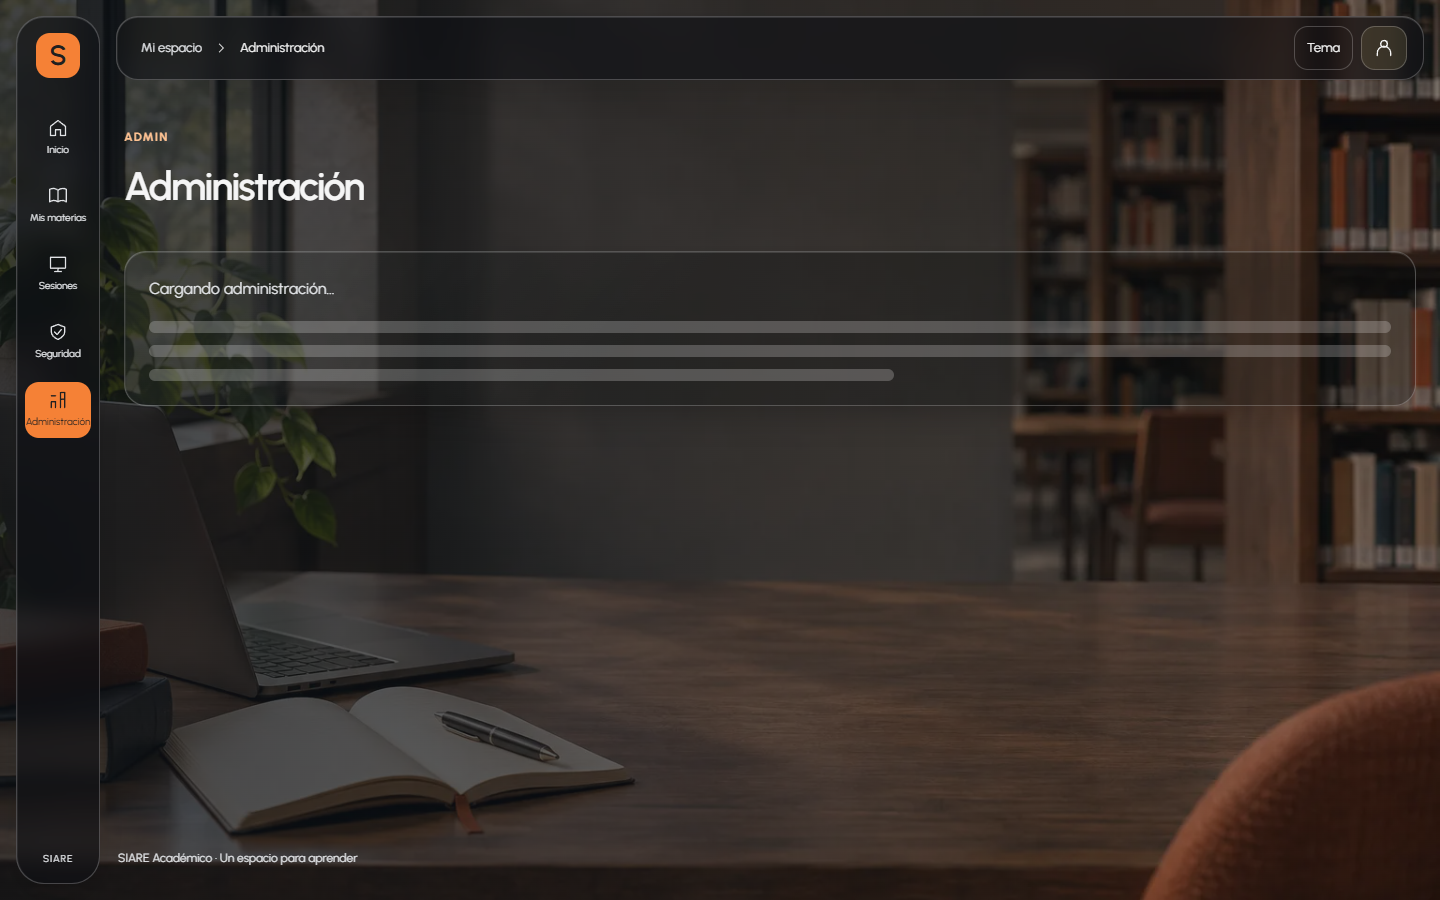 S
Mi espacio > Administración
Tema
Inicio
Mis materias
Sesiones
Seguridad
Administración
SIARE
ADMIN
Administración
Cargando administración...
SIARE Académico · Un espacio para aprender